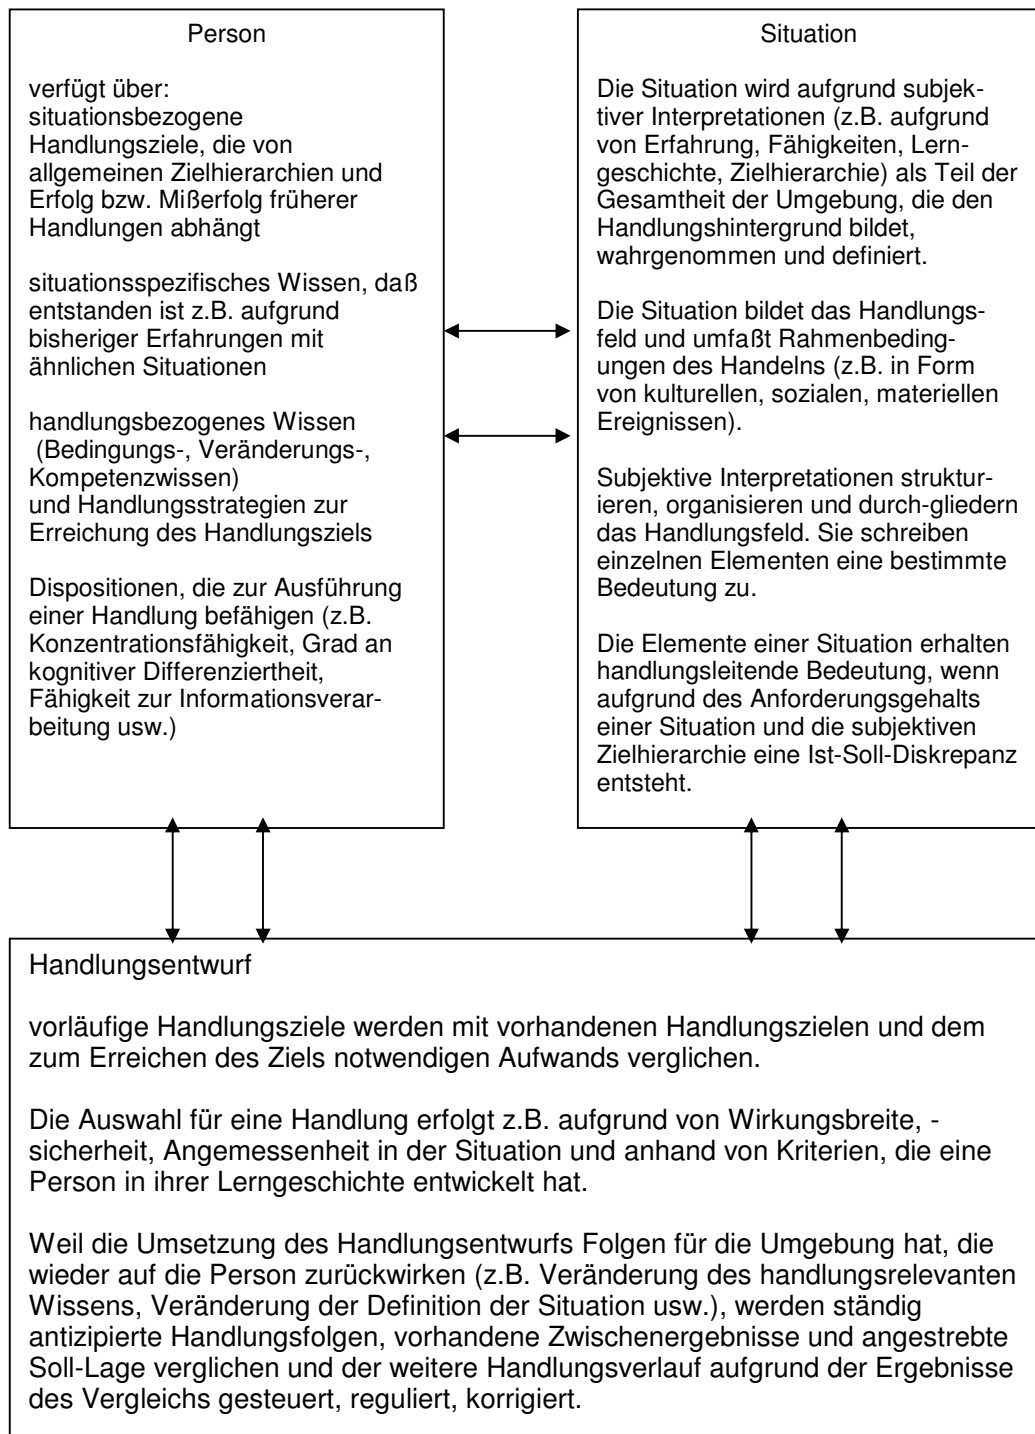 Person
verfügt über:
situationsbezogene
Handlungsziele, die von
allgemeinen Zielhierarchien und
Erfolg bzw. Mißerfolg früherer
Handlungen abhängt
situationsspezifisches Wissen, daß
entstanden ist z.B. aufgrund
bisheriger Erfahrungen mit
ähnlichen Situationen
handlungsbezogenes Wissen
(Bedingungs-, Veränderungs-,
Kompetenzwissen)
und Handlungsstrategien zur
Erreichung des Handlungsziels
Dispositionen, die zur Ausführung
einer Handlung befähigen (z.B.
Konzentrationsfähigkeit, Grad an
kognitiver Differenziertheit,
Fähigkeit zur Informationsverar-
beitung usw.)
Situation
Die Situation wird aufgrund subjek-
tiver Interpretationen (z.B. aufgrund
von Erfahrung, Fähigkeiten, Lern-
geschichte, Zielhierarchie) als Teil der
Gesamtheit der Umgebung, die den
Handlungshintergrund bildet,
wahrgenommen und definiert.
Die Situation bildet das Handlungs-
feld und umfaßt Rahmenbeding-
ungen des Handelns (z.B. in Form
von kulturellen, sozialen, materiellen
Ereignissen).
Subjektive Interpretationen struktur-
ieren, organisieren und durch-gliedern
das Handlungsfeld. Sie schreiben
einzelnen Elementen eine bestimmte
Bedeutung zu.
Die Elemente einer Situation erhalten
handlungsleitende Bedeutung, wenn
aufgrund des Anforderungsgehalts
einer Situation und die subjektiven
Zielhierarchie eine Ist-Soll-Diskrepanz
entsteht.
Handlungsentwurf
vorläufige Handlungsziele werden mit vorhandenen Handlungszielen und dem
zum Erreichen des Ziels notwendigen Aufwands verglichen.
Die Auswahl für eine Handlung erfolgt z.B. aufgrund von Wirkungsbreite, -
sicherheit, Angemessenheit in der Situation und anhand von Kriterien, die eine
Person in ihrer Lerngeschichte entwickelt hat.
Weil die Umsetzung des Handlungsentwurfs Folgen für die Umgebung hat, die
wieder auf die Person zurückwirken (z.B. Veränderung des handlungsrelevanten
Wissens, Veränderung der Definition der Situation usw.), werden ständig
antizipierte Handlungsfolgen, vorhandene Zwischenergebnisse und angestrebte
Soll-Lage verglichen und der weitere Handlungsverlauf aufgrund der Ergebnisse
des Vergleichs gesteuert, reguliert, korrigiert.